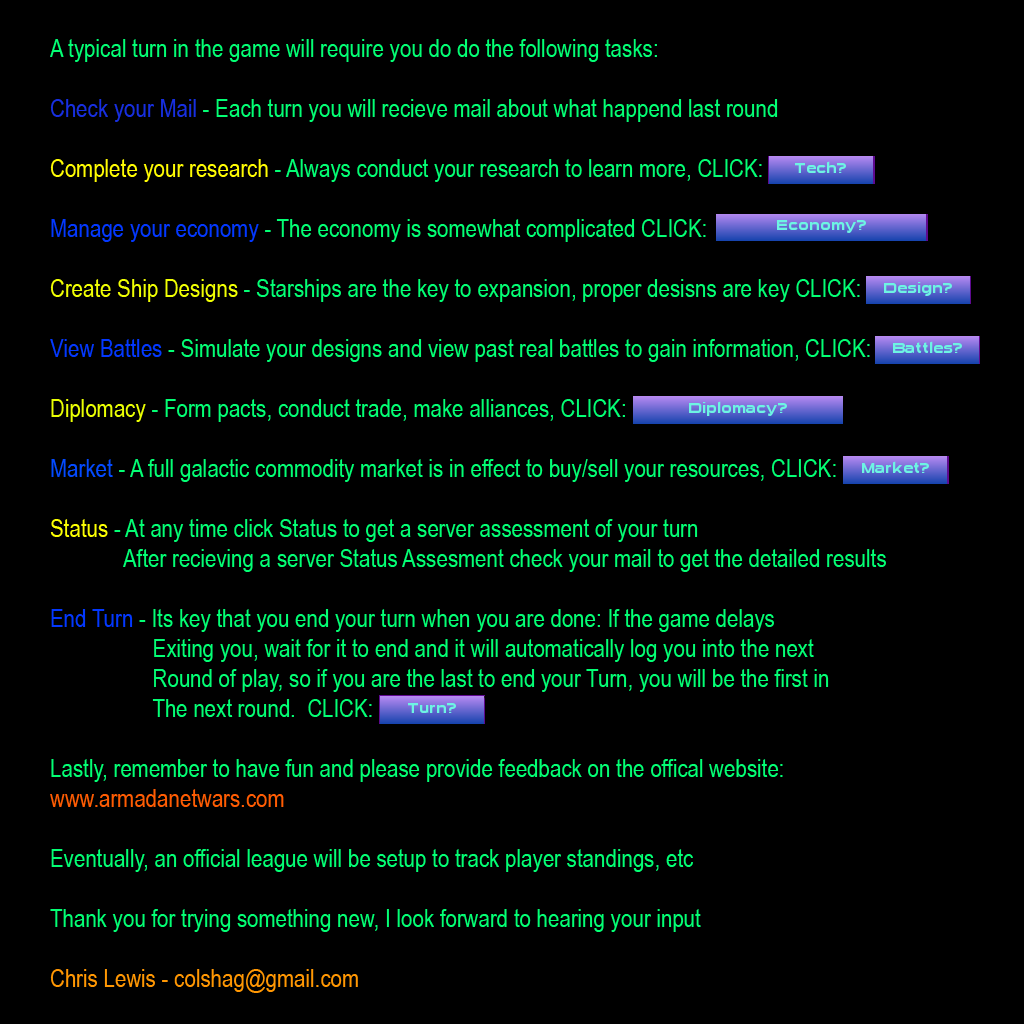 A typical turn in the game will require you do do the following tasks:
Check your Mail - Each turn you will recieve mail about what happend last round
Complete your research - Always conduct your research to learn more, CLICK: Tech?
Manage your economy - The economy is somewhat complicated CLICK: Economy?
Create Ship Designs - Starships are the key to expansion, proper desisns are key CLICK: Design?
View Battles - Simulate your designs and view past real battles to gain information, CLICK: Battles?
Diplomacy - Form pacts, conduct trade, make alliances, CLICK: Diplomacy?
Market - A full galactic commodity market is in effect to buy/sell your resources, CLICK: Market?
Status - At any time click Status to get a server assessment of your turn
After recieving a server Status Assesment check your mail to get the detailed results
End Turn - Its key that you end your turn when you are done: If the game delays
Exiting you, wait for it to end and it will automatically log you into the next
Round of play, so if you are the last to end your Turn, you will be the first in
The next round. CLICK: Turn?
Lastly, remember to have fun and please provide feedback on the offical website:
www.armadanetwars.com
Eventually, an official league will be setup to track player standings, etc
Thank you for trying something new, I look forward to hearing your input
Chris Lewis - colshag@gmail.com